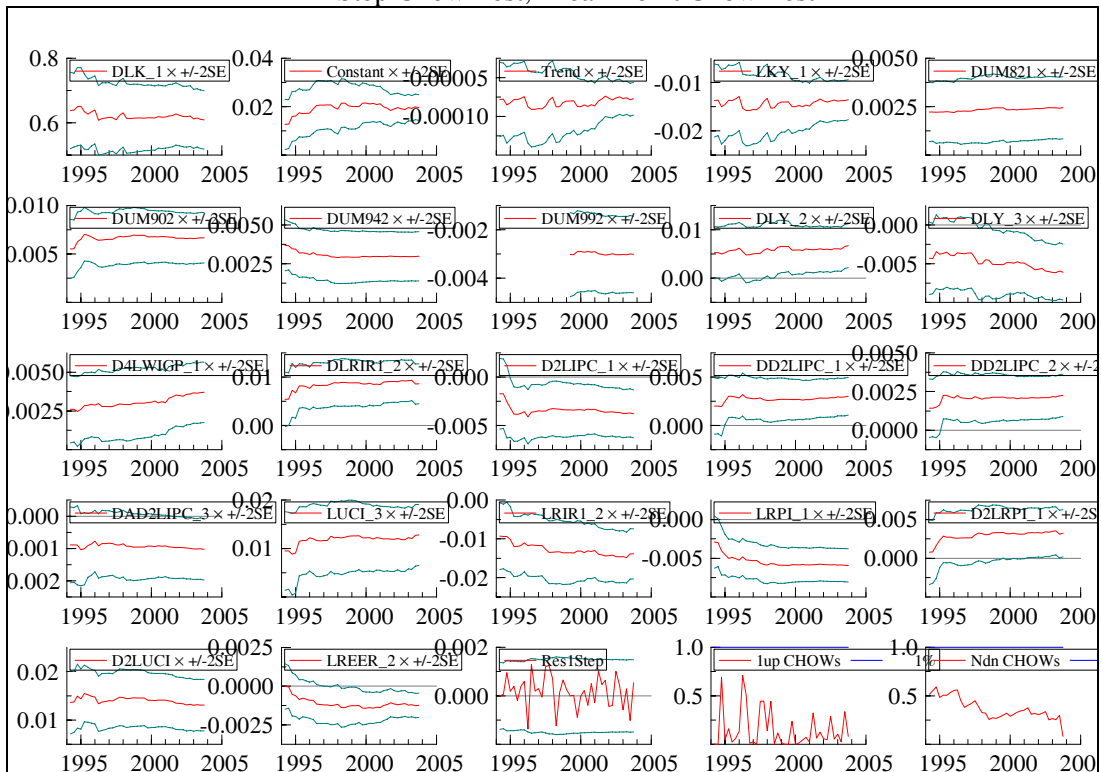 Step Chow Test, Break Point Chow Test
DLK_1 × +/-2SE
0.8
0.6
1995 2000 2005
Constant × +/-2SE
0.04
0.02
1995 2000 2005
Trend × +/-2SE
-0.00005
-0.00010
1995 2000 2005
LKY_1 × +/-2SE
-0.01
-0.02
1995 2000 2005
DUM821 × +/-2SE
0.0050
0.0025
0.0000
1995 2000 200
DUM902 × +/-2SE
0.010
0.005
1995 2000 2005
DUM942 × +/-2SE
0.0050
0.0025
1995 2000 2005
DUM992 × +/-2SE
-0.002
-0.004
1995 2000 2005
DLY_2 × +/-2SE
0.01
0.00
1995 2000 2005
DLY_3 × +/-2SE
0.000
-0.005
1995 2000 200
D4LWIGP_1 × +/-2SE
0.0050
0.0025
1995 2000 2005
DLRIR1_2 × +/-2SE
0.01
0.00
1995 2000 2005
D2LIPC_1 × +/-2SE
0.000
-0.005
1995 2000 2005
DD2LIPC_1 × +/-2SE
0.005
0.000
1995 2000 2005
DD2LIPC_2 × +/-2
0.0050
0.0025
0.0000
1995 2000 200
DAD2LIPC_3 × +/-2SE
0.000
0.001
0.002
1995 2000 2005
LUCI_3 × +/-2SE
0.02
0.01
1995 2000 2005
LRIR1_2 × +/-2SE
0.00
-0.01
-0.02
1995 2000 2005
LRPI_1 × +/-2SE
0.000
-0.005
1995 2000 2005
D2LRPI_1 × +/-2S
0.005
0.000
1995 2000 200
D2LUCI × +/-2SE
0.02
0.01
1995 2000 2005
LREER_2 × +/-2SE
0.0025
0.0000
-0.0025
1995 2000 2005
Res1Step
0.002
0.000
1995 2000 2005
1up CHOWs 1%
1.0
0.5
1995 2000 2005
Ndn CHOWs
1.0
0.5
1995 2000 200